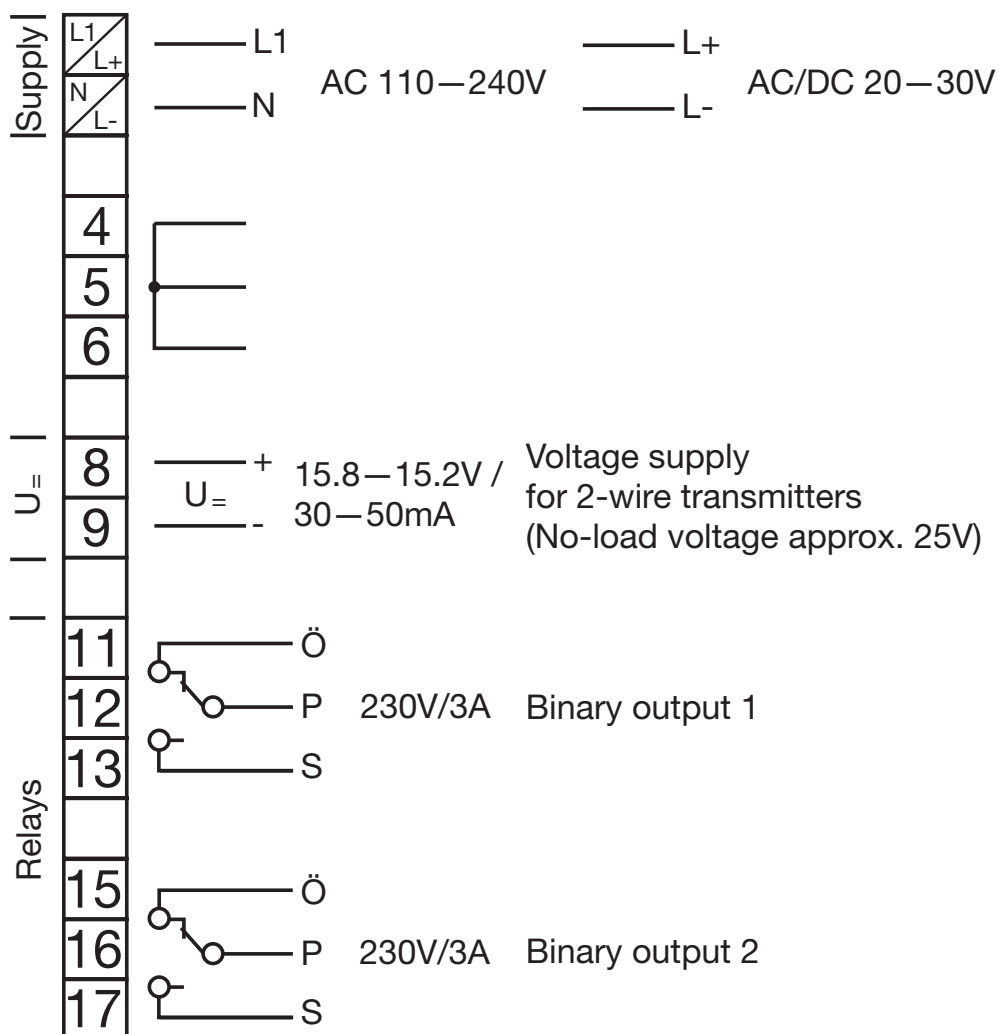 Supply
L1
L+
N
L-
L1
N
AC 110—240V
L+
L-
AC/DC 20—30V
4
5
6
U=
8
9
+
U=
-
15.8—15.2V /
30—50mA
Voltage supply
for 2-wire transmitters
(No-load voltage approx. 25V)
Relays
11
12
13
Ö
P
S
230V/3A
Binary output 1
15
16
17
Ö
P
S
230V/3A
Binary output 2